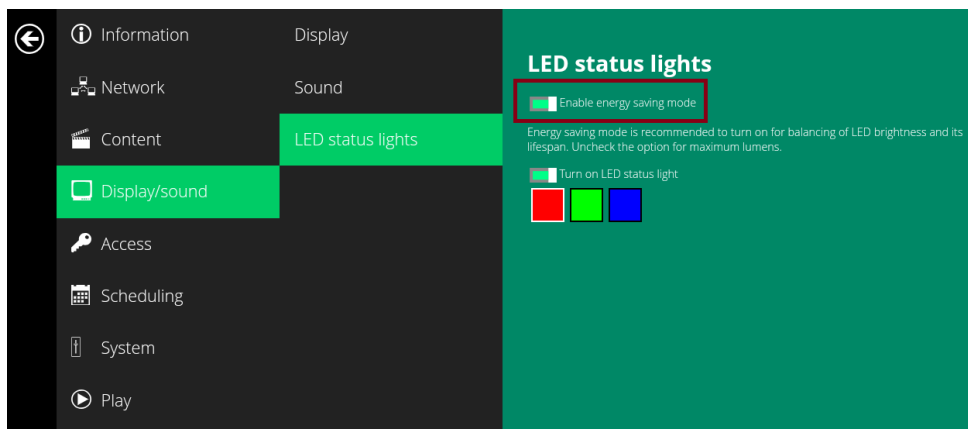 Information
Network
Content
Display/sound
Access
Scheduling
System
Play
Display
Sound
LED status lights
LED status lights
Enable energy saving mode
Energy saving mode is recommended to turn on for balancing of LED brightness and its
lifespan. Uncheck the option for maximum lumens.
Turn on LED status light